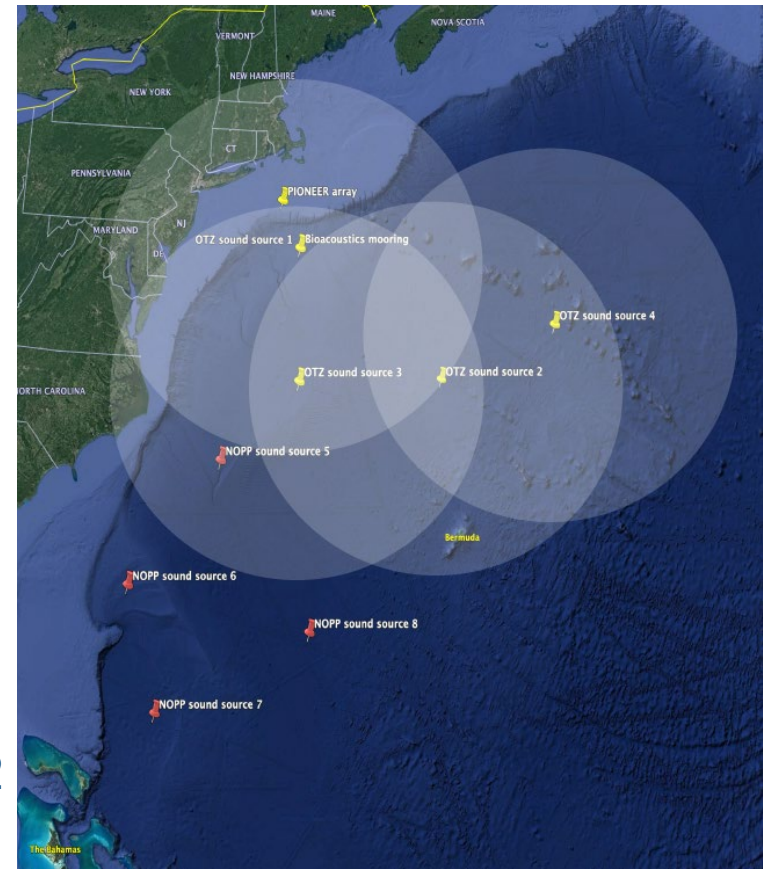 MAINE
NOVA SCOTIA
VERMONT
NEW HAMPSHIRE
NEW YORK
CT
PENNSYLVANIA
PIONEER array
NJ
MARYLAND
OTZ sound source 1
Bioacoustics mooring
DE
OTZ sound source 4
OTZ sound source 3
OTZ sound source 2
NORTH CAROLINA
NOPP sound source 5
Bermuda
NOPP sound source 6
NOPP sound source 8
NOPP sound source 7
The Bahamas